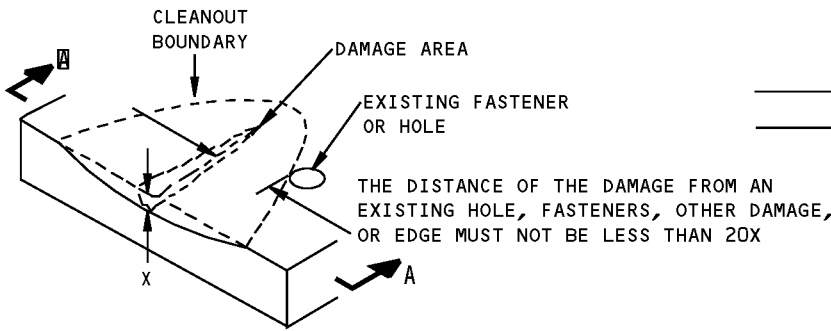 CLEANOUT
BOUNDARY
A
DAMAGE AREA
EXISTING FASTENER
OR HOLE
THE DISTANCE OF THE DAMAGE FROM AN
EXISTING HOLE, FASTENERS, OTHER DAMAGE,
OR EDGE MUST NOT BE LESS THAN 20X
A
X